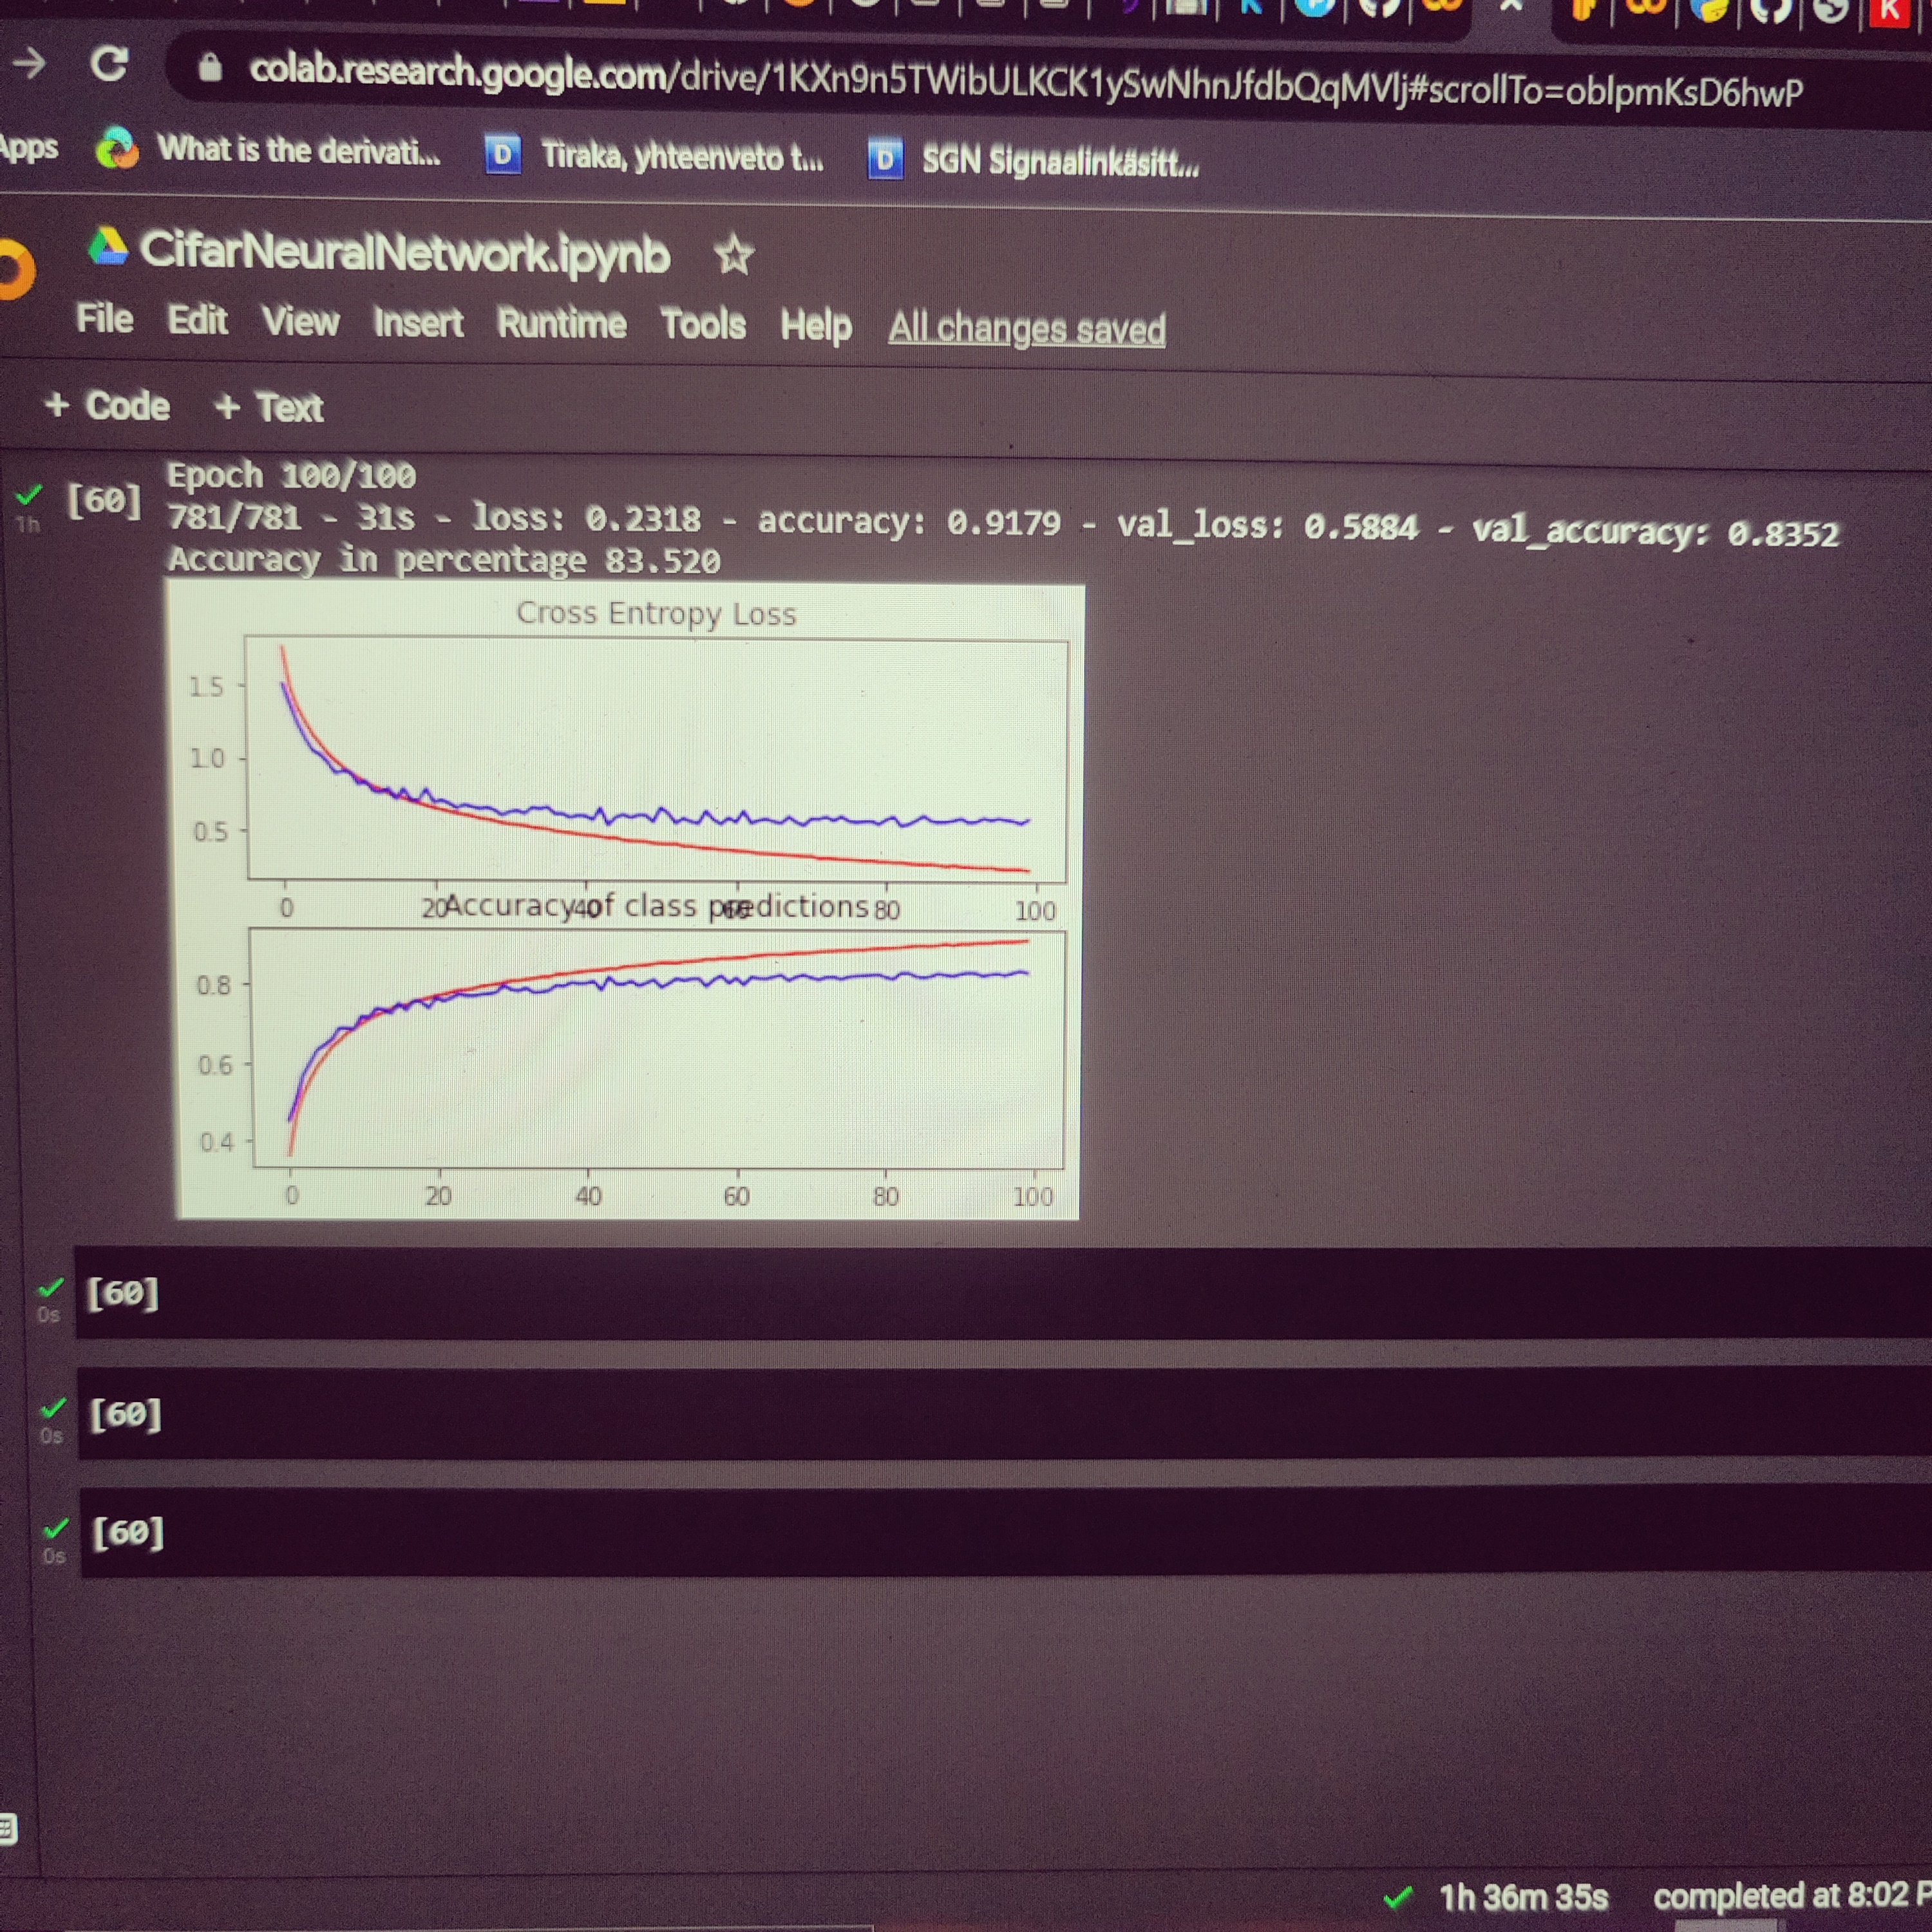 colab.research.google.com/drive/1KXn9n5TWibULKCK1ySwNhnJfdbQqMVlj#scrollTo=oblpmKsD6hwP
Apps What is the derivati... D Tiraka, yhteenveto t... D SGN Signaalinkäsitt...
CifarNeuralNetwork.ipynb
File Edit View Insert Runtime Tools Help All changes saved
+ Code + Text
Epoch 100/100
[60] 781/781 - 31s - loss: 0.2318 - accuracy: 0.9179 - val_loss: 0.5884 - val_accuracy: 0.8352
1h
Accuracy in percentage 83.520
Cross Entropy Loss
1.5
1.0
0.5
0 20 40 60 80 100
Accuracy of class predictions
0.8
0.6
0.4
0 20 40 60 80 100
[60]
0s
[60]
0s
[60]
0s
1h 36m 35s completed at 8:02 P